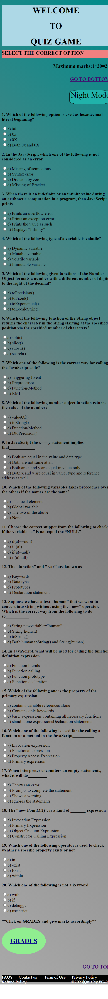 WELCOME
TO
QUIZ GAME
SELECT THE CORRECT OPTION
Maximum marks:1*20=20
GO TO BOTTOM
Night Mode
1. Which of the following option is used as hexadecimal
literal beginning?
a) 00
b) 0x
c) 0X
d) Both 0x and 0X
2. In the JavaScript, which one of the following is not
considered as an error_______
a) Missing of semicolons
b) Syntax error
c) Division by zero
d) Missing of Bracket
3. When there is an indefinite or an infinite value during
an arithmetic computation in a program, then JavaScript
prints____________
a) Prints an overflow error
b) Prints an exception error
c) Prints the value as such
d) Displays “Infinity”
4. Which of the following type of a variable is volatile?
a) Dynamic variable
b) Mutable variable
c) Volatile variable
d) Immutable variable
5. Which of the following given functions of the Number
Object formats a number with a different number of digits
to the right of the decimal?
a) toPrecision()
b) toFixed()
c) toExponential()
d) toLocaleString()
6. Which of the following function of the String object
returns the character in the string starting at the specified
position via the specified number of characters?
a) split()
b) slice()
c) substr()
d) search()
7. Which one of the following is the correct way for calling
the JavaScript code?
a) Triggering Event
b) Preprocessor
c) Function/Method
d) RMI
8. Which of the following number object function returns
the value of the number?
a) valueOf()
b) toString()
c) Function/Method
d) DtoPrecision()
9. In JavaScript the x===y statement implies
that____________
a) Both are equal in the value and data type
b) Both are not same at all
c) Both are x and y are equal in value only
d) Both x and y are equal in value, type and reference
address as well
10. Which of the following variables takes precedence over
the others if the names are the same?
a) The local element
b) Global variable
c) The two of the above
d) None
11. Choose the correct snippet from the following to check
if the variable “a” is not equal the “NULL”_______
a) if(a!==null)
b) if (a!)
c) if(a!=null)
d) if(a!null)
12. The “function” and ” var” are known as________
a) Keywords
b) Data types
c) Prototypes
d) Declaration statements
13. Suppose we have a text “human” that we want to
convert into string without using the “new” operator.
Which is the correct way from the following to do
so___________
a) String newvariable=”human”
b) String(human)
c) toString()
d) Both human.toString() and String(human)
14. In JavaScript, what will be used for calling the function
definition expression_______
a) Function literals
b) Function calling
c) Function prototype
d) Function declaration
15. Which of the following one is the property of the
primary expression_________
a) contains variable references alone
b) Contains only keywords
c) basic expressions containing all necessary functions
d) stand-alone expressionsDeclaration statements
16. Which one of the following is used for the calling a
function or a method in the JavaScript__________
a) Invocation expression
b) Functional expression
c) Property Access Expression
d) Primary expression
17. When interpreter encounters an empty statements,
what it will do_________
a) Throws an error
b) Prompts to complete the statement
c) Shows a warning
d) Ignores the statements
18. The “new Point(3,2)”, is a kind of _______ expression
a) Invocation Expression
b) Primary Expression
c) Object Creation Expression
d) Constructor Calling Expression
19. Which one of the following operator is used to check
weather a specific property exists or not__________
a) in
b) exist
c) Exists
d) within
20. Which one of the following is not a keyword_________
a) with
b) if
c) debugger
d) use strict
**Click on GRADES and give marks accordingly**
GRADES
GO TO TOP
FAQ's Contact us Term of Use Privacy Policy
Refund Policy | ©2023|Quiz by PG-2